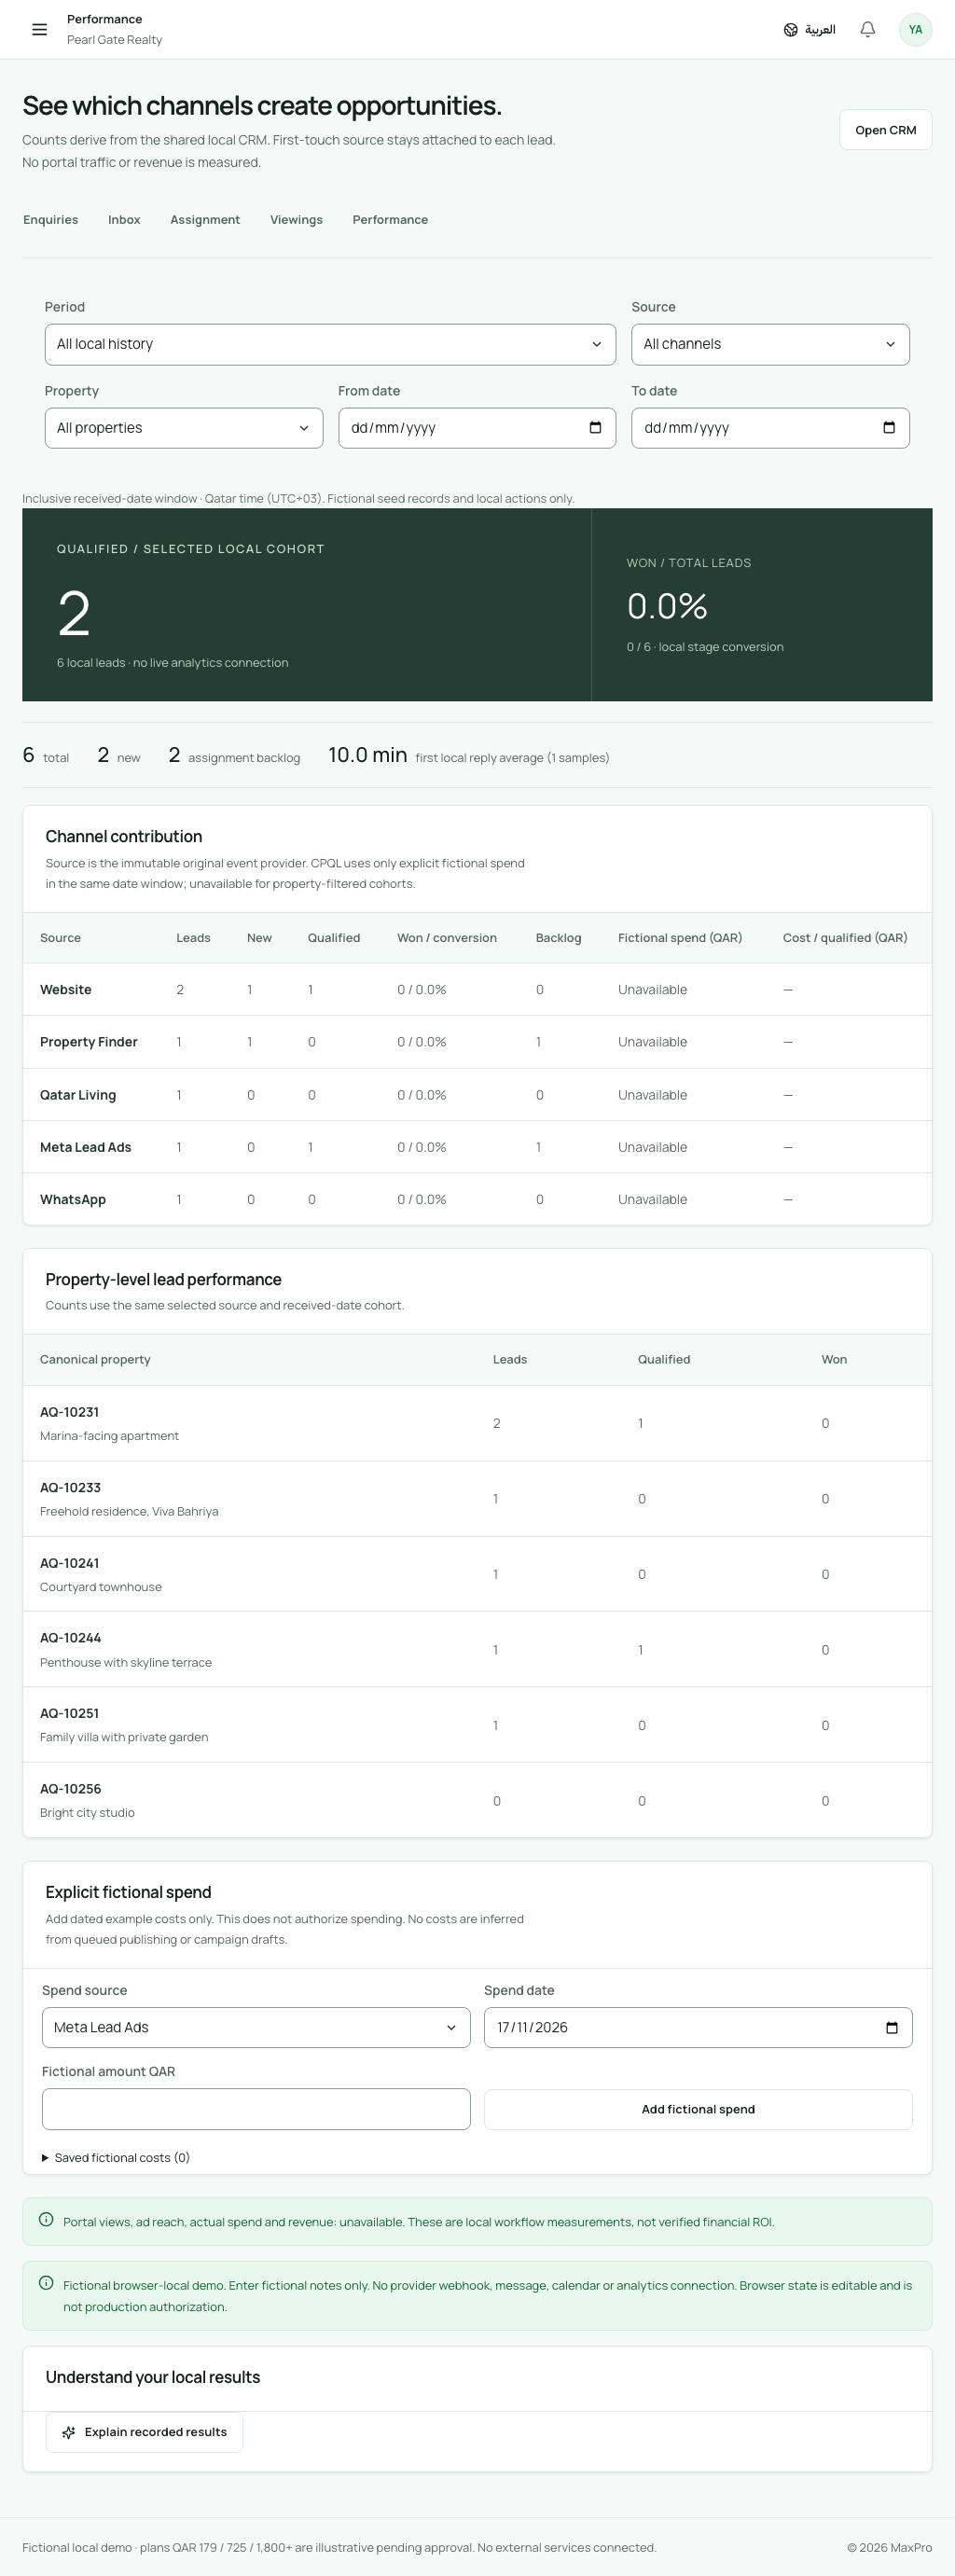 Performance
Pearl Gate Realty
العربية
YA
See which channels create opportunities.
Counts derive from the shared local CRM. First-touch source stays attached to each lead.
No portal traffic or revenue is measured.
Open CRM
Enquiries Inbox Assignment Viewings Performance
Period Source
All local history All channels
Property From date To date
All properties dd/mm/yyyy dd/mm/yyyy
Inclusive received-date window · Qatar time (UTC+03). Fictional seed records and local actions only.
QUALIFIED / SELECTED LOCAL COHORT
2
6 local leads · no live analytics connection
WON / TOTAL LEADS
0.0%
0 / 6 · local stage conversion
6 total 2 new 2 assignment backlog 10.0 min first local reply average (1 samples)
Channel contribution
Source is the immutable original event provider. CPQL uses only explicit fictional spend
in the same date window; unavailable for property-filtered cohorts.
Source Leads New Qualified Won / conversion Backlog Fictional spend (QAR) Cost / qualified (QAR)
Website 2 1 1 0 / 0.0% 0 Unavailable —
Property Finder 1 1 0 0 / 0.0% 1 Unavailable —
Qatar Living 1 0 0 0 / 0.0% 0 Unavailable —
Meta Lead Ads 1 0 1 0 / 0.0% 1 Unavailable —
WhatsApp 1 0 0 0 / 0.0% 0 Unavailable —
Property-level lead performance
Counts use the same selected source and received-date cohort.
Canonical property Leads Qualified Won
AQ-10231 2 1 0
Marina-facing apartment
AQ-10233 1 0 0
Freehold residence, Viva Bahriya
AQ-10241 1 0 0
Courtyard townhouse
AQ-10244 1 1 0
Penthouse with skyline terrace
AQ-10251 1 0 0
Family villa with private garden
AQ-10256 0 0 0
Bright city studio
Explicit fictional spend
Add dated example costs only. This does not authorize spending. No costs are inferred
from queued publishing or campaign drafts.
Spend source Spend date
Meta Lead Ads 17/11/2026
Fictional amount QAR
Add fictional spend
Saved fictional costs (0)
Portal views, ad reach, actual spend and revenue: unavailable. These are local workflow measurements, not verified financial ROI.
Fictional browser-local demo. Enter fictional notes only. No provider webhook, message, calendar or analytics connection. Browser state is editable and is
not production authorization.
Understand your local results
Explain recorded results
Fictional local demo · plans QAR 179 / 725 / 1,800+ are illustrative pending approval. No external services connected.
© 2026 MaxPro